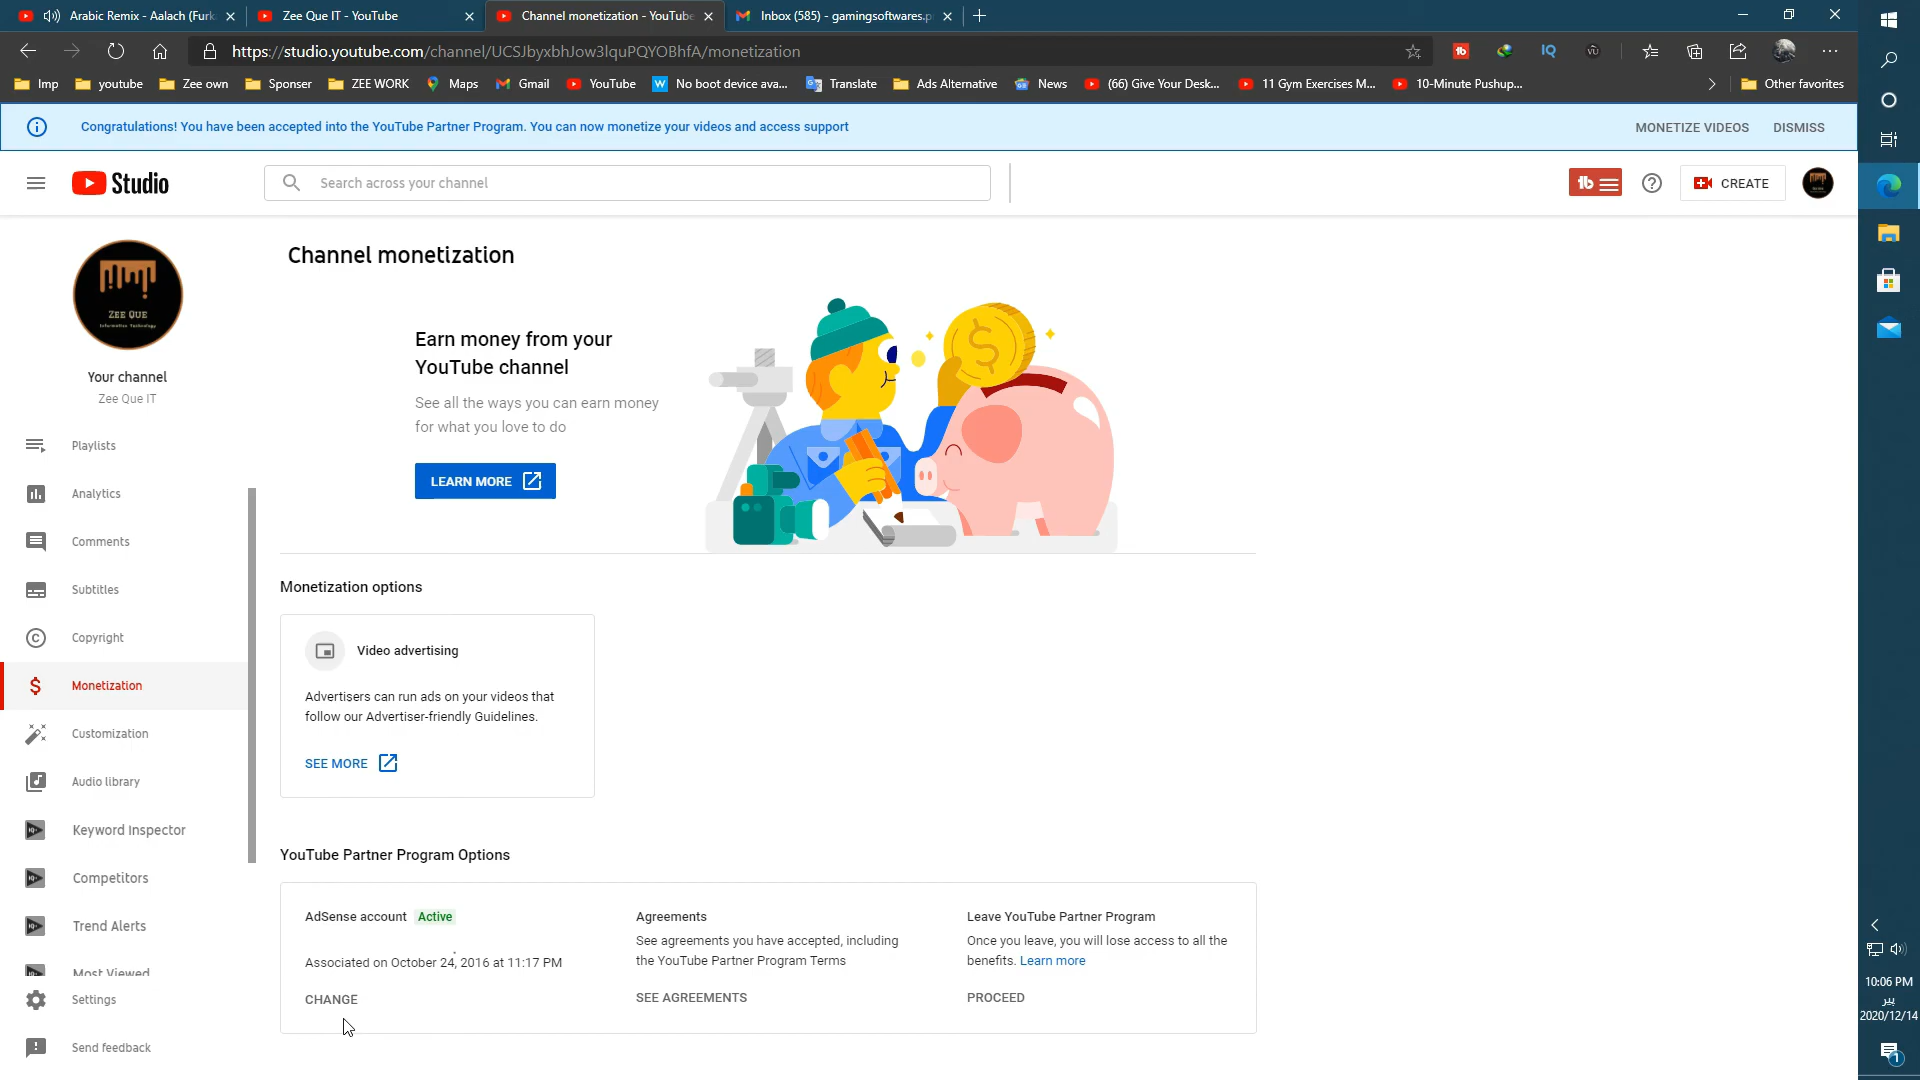 Arabic Remix - Aalach (Furk
Zee Que IT - YouTube
Channel monetization - YouTube
Inbox (585) - gamingsoftwares.p
https://studio.youtube.com/channel/UCSJbyxbhJow3lquPQYOBhfA/monetization
Imp
youtube
Zee own
Sponser
ZEE WORK
Maps
Gmail
YouTube
No boot device ava...
Translate
Ads Alternative
News
(66) Give Your Desk...
11 Gym Exercises M...
10-Minute Pushup...
Other favorites
Congratulations! You have been accepted into the YouTube Partner Program. You can now monetize your videos and access support
MONETIZE VIDEOS
DISMISS
Studio
Search across your channel
CREATE
ZEE QUE
Information Technology
Your channel
Zee Que IT
Playlists
Analytics
Comments
Subtitles
Copyright
Monetization
Customization
Audio library
Keyword Inspector
Competitors
Trend Alerts
Most Viewed
Settings
Send feedback
Channel monetization
Earn money from your
YouTube channel
See all the ways you can earn money
for what you love to do
LEARN MORE
Monetization options
Video advertising
Advertisers can run ads on your videos that
follow our Advertiser-friendly Guidelines.
SEE MORE
YouTube Partner Program Options
AdSense account Active
Associated on October 24, 2016 at 11:17 PM
CHANGE
Agreements
See agreements you have accepted, including
the YouTube Partner Program Terms
SEE AGREEMENTS
Leave YouTube Partner Program
Once you leave, you will lose access to all the
benefits. Learn more
PROCEED
10:06 PM
پیر
2020/12/14
1